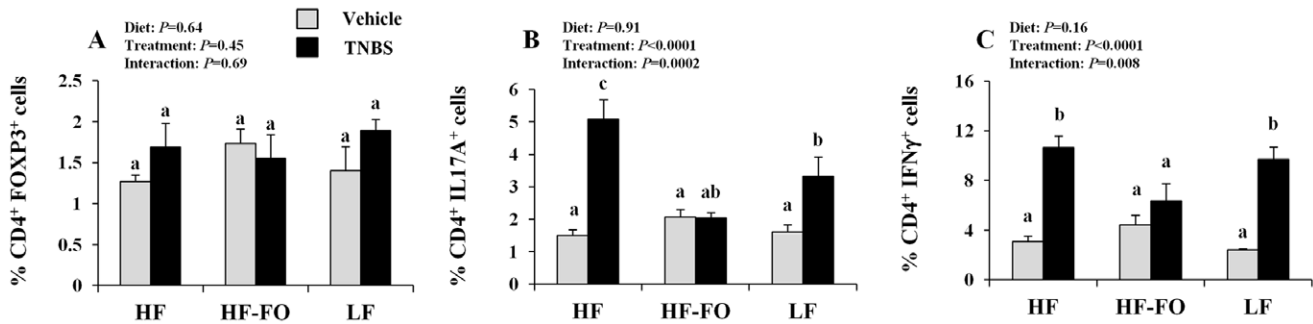 Vehicle
TNBS
A
Diet: P=0.64
Treatment: P=0.45
Interaction: P=0.69
% CD4⁺ FOXP3⁺ cells
2.5
2
1.5
1
0.5
0
a
a
a
a
a
a
HF
HF-FO
LF
B
Diet: P=0.91
Treatment: P<0.0001
Interaction: P=0.0002
% CD4⁺ IL17A⁺ cells
6
5
4
3
2
1
0
a
c
a
ab
a
b
HF
HF-FO
LF
C
Diet: P=0.16
Treatment: P<0.0001
Interaction: P=0.008
% CD4⁺ IFNγ⁺ cells
16
12
8
4
0
a
b
a
a
a
b
HF
HF-FO
LF